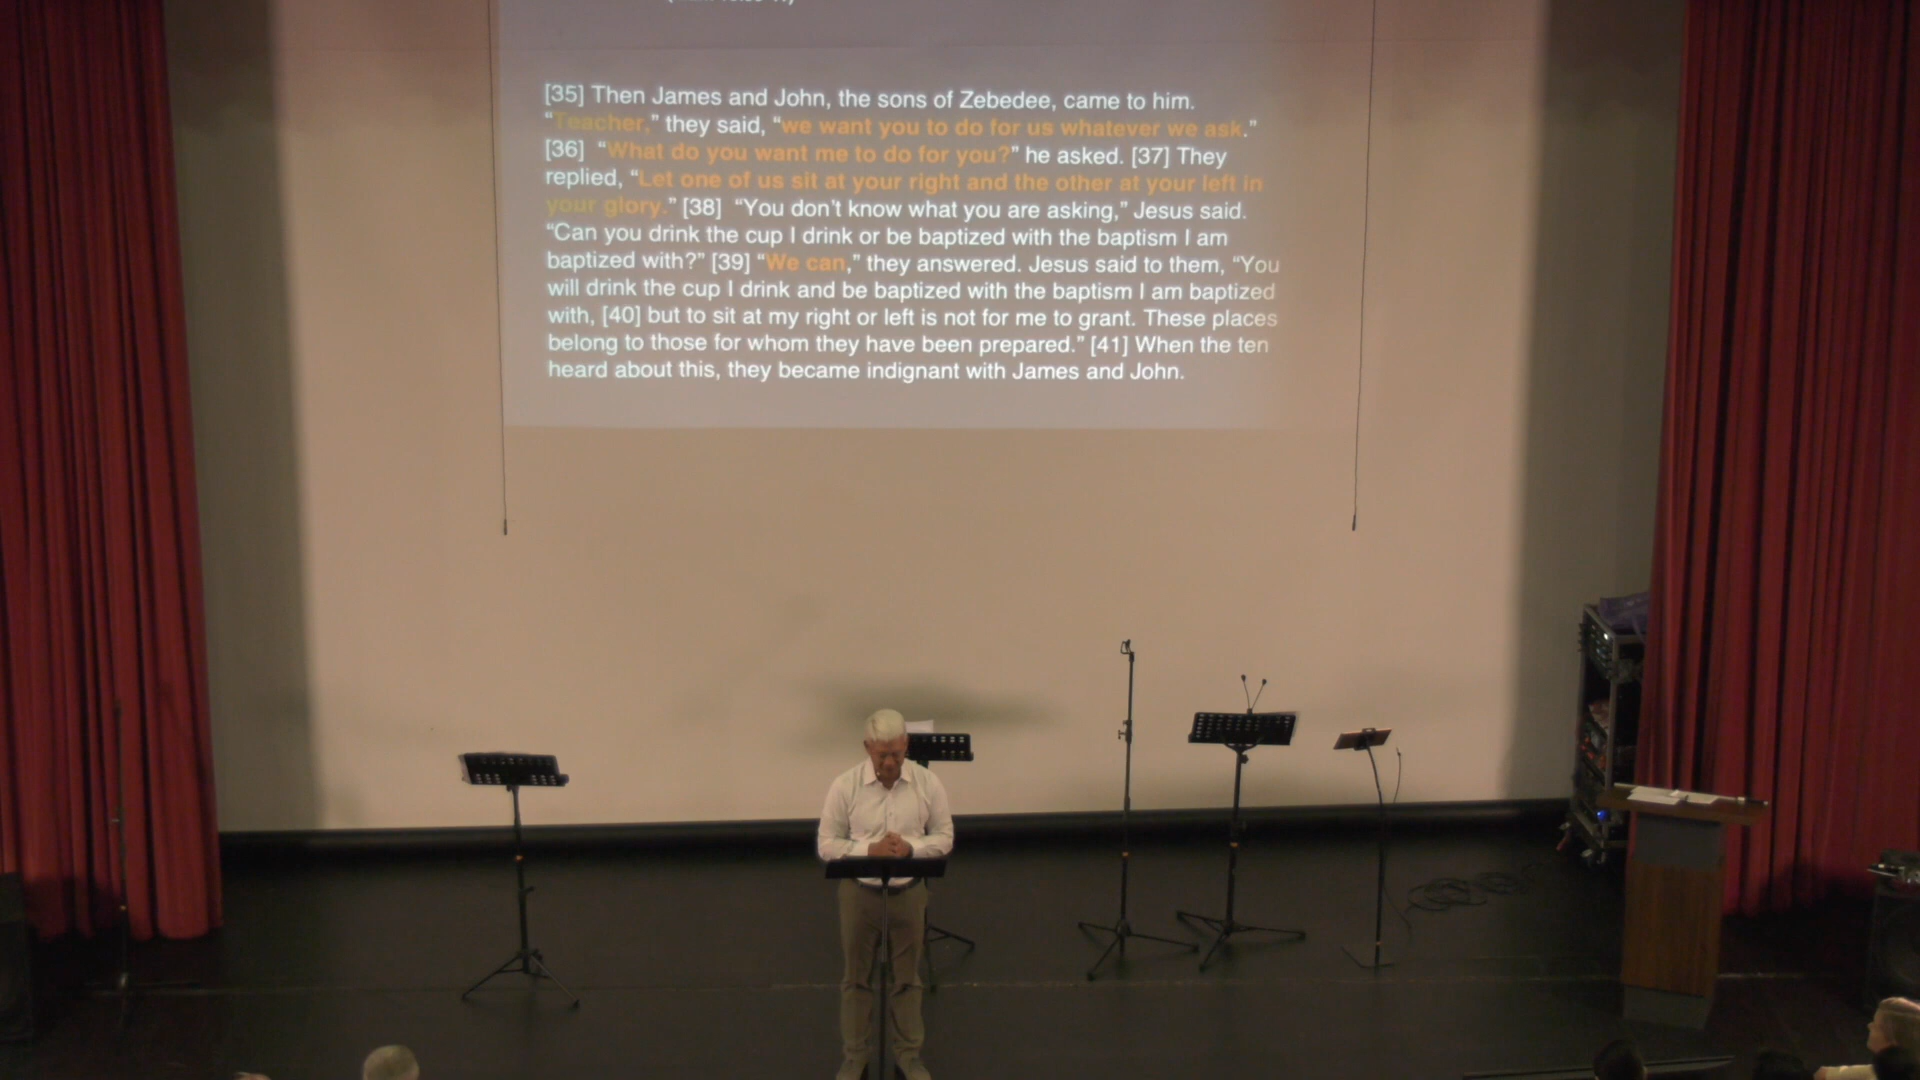 [35] Then James and John, the sons of Zebedee, came to him.
“Teacher,” they said, “we want you to do for us whatever we ask.”
[36] “What do you want me to do for you?” he asked. [37] They
replied, “Let one of us sit at your right and the other at your left in
your glory.” [38] “You don’t know what you are asking,” Jesus said.
“Can you drink the cup I drink or be baptized with the baptism I am
baptized with?” [39] “We can,” they answered. Jesus said to them, “You
will drink the cup I drink and be baptized with the baptism I am baptized
with, [40] but to sit at my right or left is not for me to grant. These places
belong to those for whom they have been prepared.” [41] When the ten
heard about this, they became indignant with James and John.